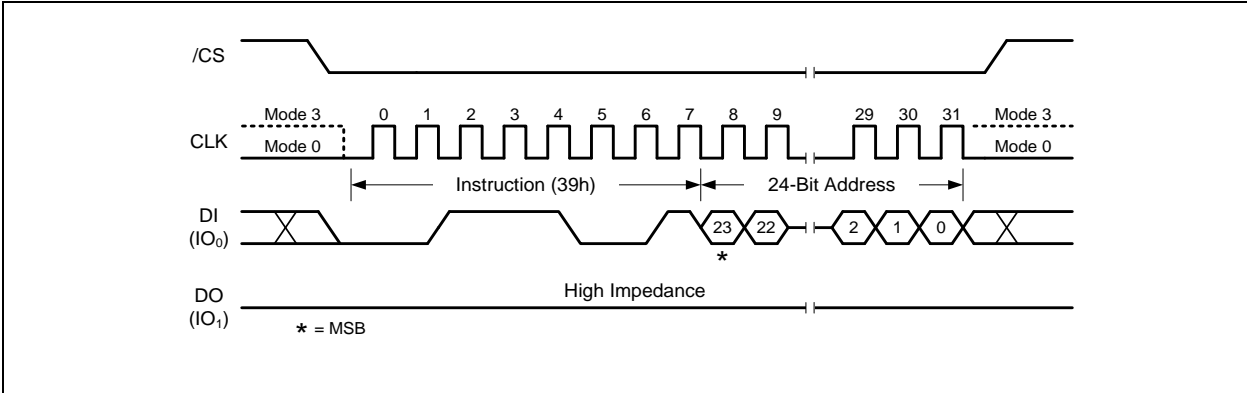 /CS
Mode 3 0 1 2 3 4 5 6 7 8 9 29 30 31 Mode 3
CLK
Mode 0 Mode 0
Instruction (39h) 24-Bit Address
DI
(IO₀)
23 22 2 1 0
*
DO
(IO₁)
High Impedance
* = MSB